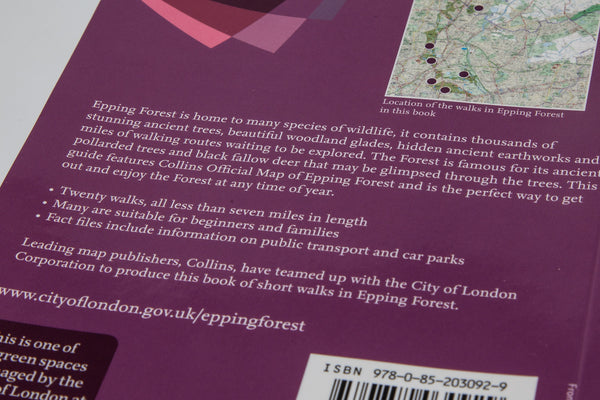 Location of the walks in Epping Forest
in this book
Epping Forest is home to many species of wildlife, it contains thousands of
stunning ancient trees, beautiful woodland glades, hidden ancient earthworks and
miles of walking routes waiting to be explored. The Forest is famous for its ancient
pollarded trees and black fallow deer that may be glimpsed through the trees. This
guide features Collins Official Map of Epping Forest and is the perfect way to get
out and enjoy the Forest at any time of year.
• Twenty walks, all less than seven miles in length
• Many are suitable for beginners and families
• Fact files include information on public transport and car parks
Leading map publishers, Collins, have teamed up with the City of London
Corporation to produce this book of short walks in Epping Forest.
www.cityoflondon.gov.uk/eppingforest
his is one of
green spaces
aged by the
of London at
ISBN 978-0-85-203092-9
Fro